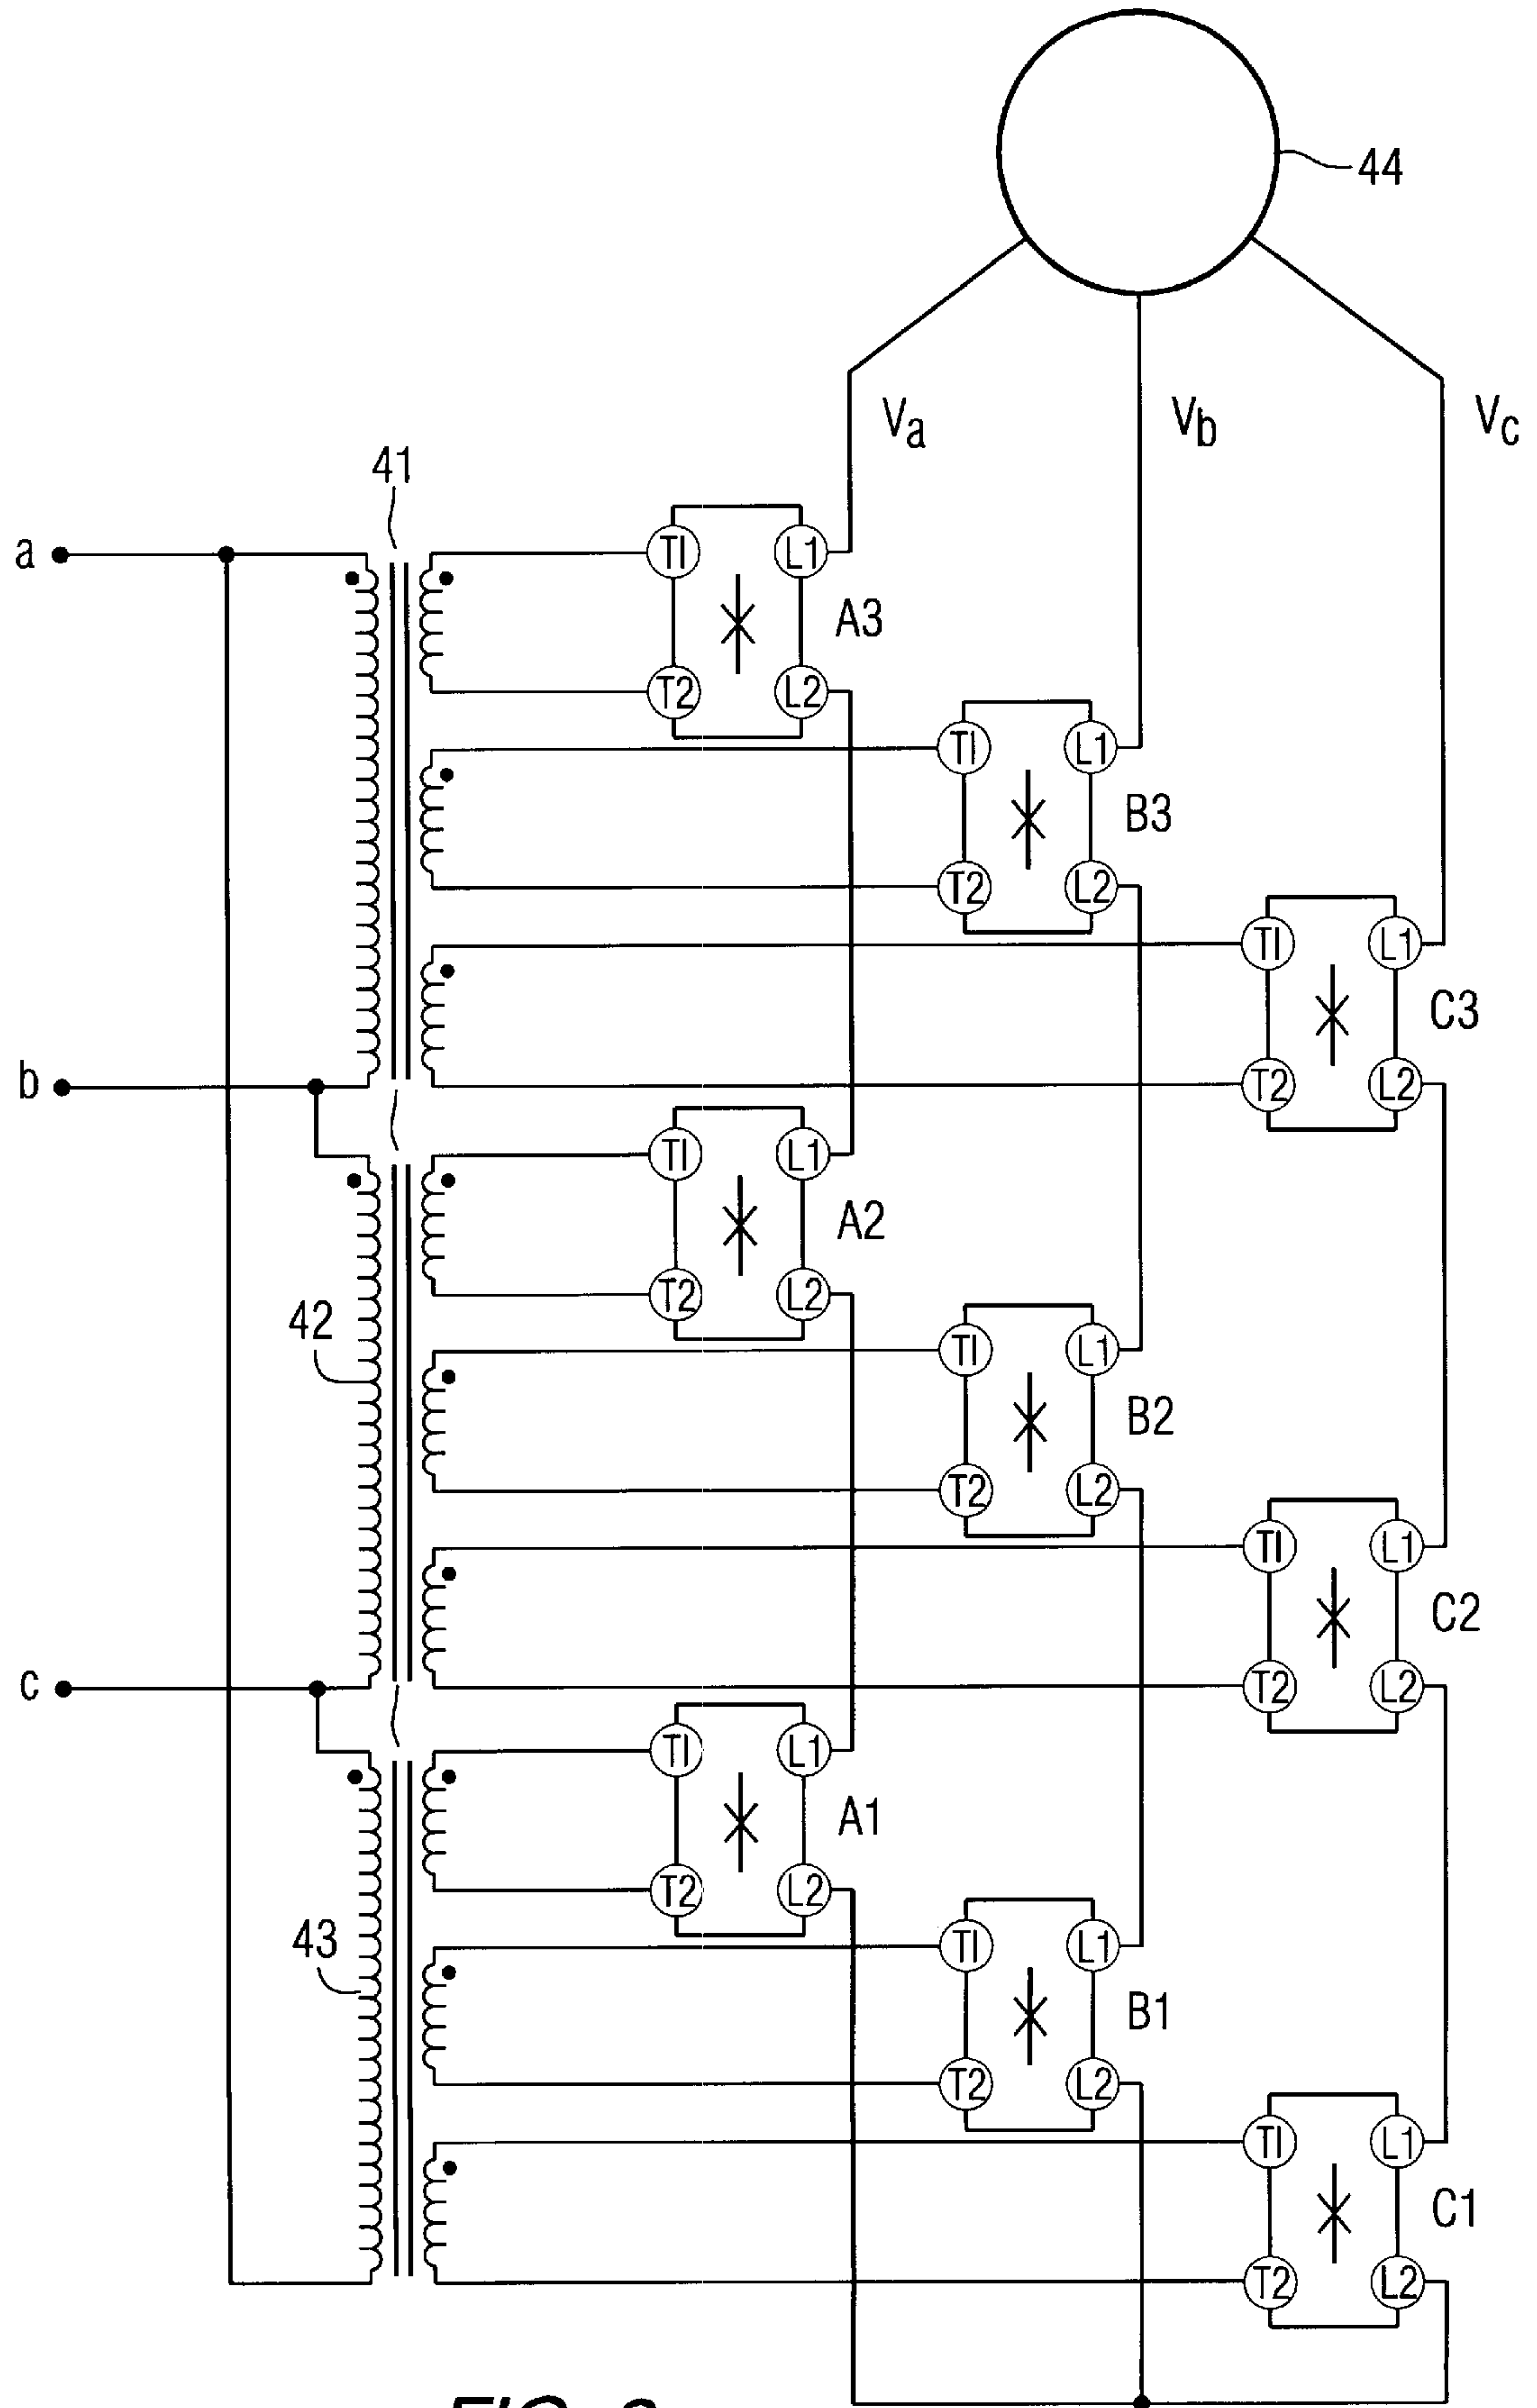 44
Va Vb Vc
41
a
TI L1
A3
T2 L2
TI L1
B3
T2 L2
TI L1
C3
b
T2 L2
TI L1
A2
T2 L2
42
TI L1
B2
T2 L2
TI L1
C2
c
T2 L2
TI L1
A1
T2 L2
43
TI L1
B1
T2 L2
TI L1
C1
T2 L2